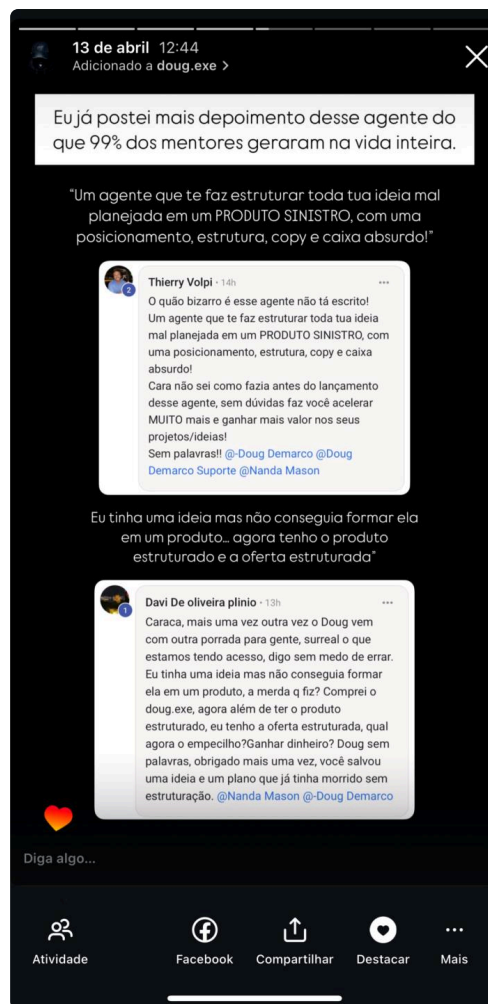 13 de abril 12:44
Adicionado a doug.exe >
Eu já postei mais depoimento desse agente do
que 99% dos mentores geraram na vida inteira.
"Um agente que te faz estruturar toda tua ideia mal
planejada em um PRODUTO SINISTRO, com uma
posicionamento, estrutura, copy e caixa absurdo!"
2
Thierry Volpi · 14h
O quão bizarro é esse agente não tá escrito!
Um agente que te faz estruturar toda tua ideia
mal planejada em um PRODUTO SINISTRO, com
uma posicionamento, estrutura, copy e caixa
absurdo!
Cara não sei como fazia antes do lançamento
desse agente, sem dúvidas faz você acelerar
MUITO mais e ganhar mais valor nos seus
projetos/ideias!
Sem palavras!! @-Doug Demarco @Doug
Demarco Suporte @Nanda Mason
Eu tinha uma ideia mas não conseguia formar ela
em um produto... agora tenho o produto
estruturado e a oferta estruturada"
1
Davi De oliveira plinio · 13h
Caraca, mais uma vez outra vez o Doug vem
com outra porrada para gente, surreal o que
estamos tendo acesso, digo sem medo de errar.
Eu tinha uma ideia mas não conseguia formar
ela em um produto, a merda q fiz? Comprei o
doug.exe, agora além de ter o produto
estruturado, eu tenho a oferta estruturada, qual
agora o empecilho?Ganhar dinheiro? Doug sem
palavras, obrigado mais uma vez, você salvou
uma ideia e um plano que já tinha morrido sem
estruturação. @Nanda Mason @-Doug Demarco
Diga algo...
Atividade
Facebook
Compartilhar
Destacar
Mais